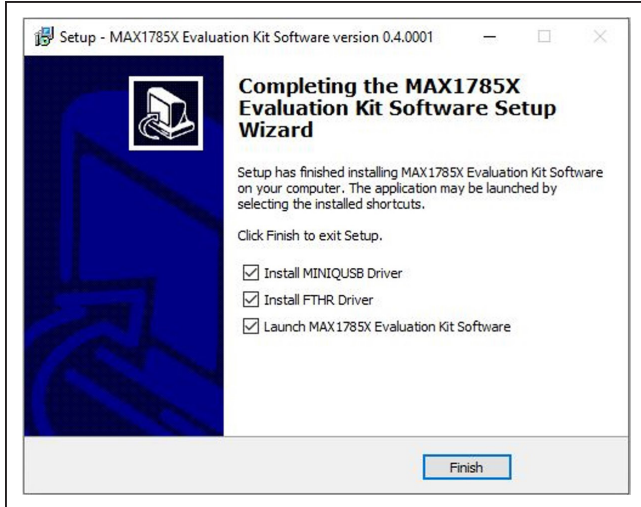 Setup - MAX1785X Evaluation Kit Software version 0.4.0001
Completing the MAX1785X
Evaluation Kit Software Setup
Wizard
Setup has finished installing MAX1785X Evaluation Kit Software
on your computer. The application may be launched by
selecting the installed shortcuts.
Click Finish to exit Setup.
Install MINIQUSB Driver
Install FTHR Driver
Launch MAX1785X Evaluation Kit Software
Finish